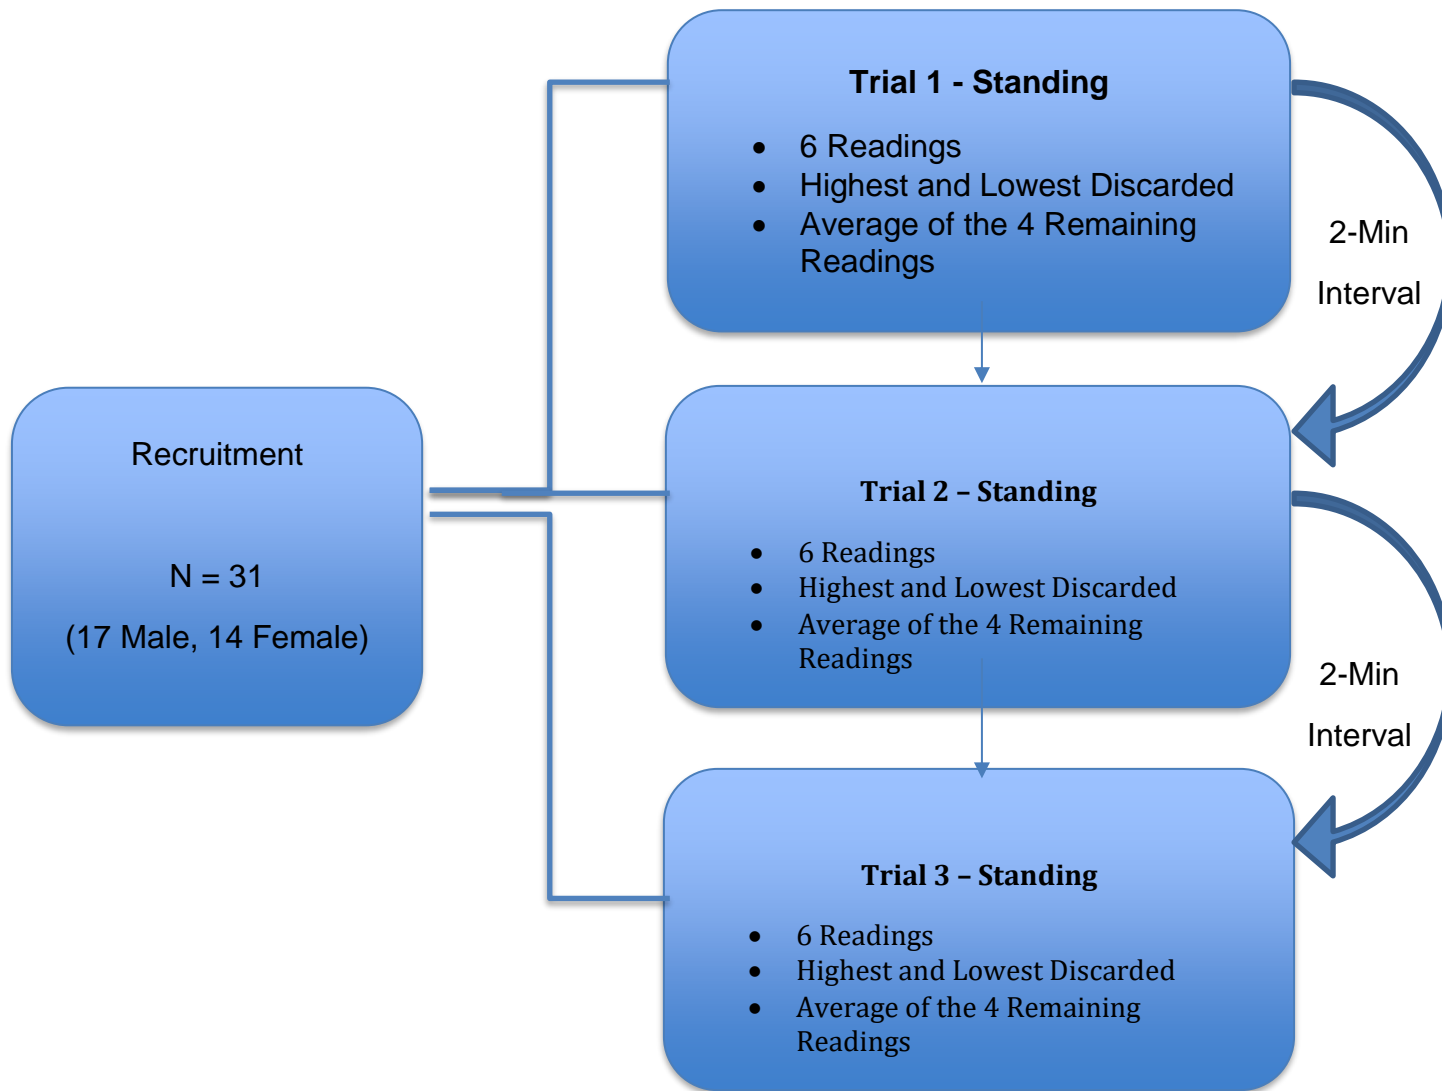 Recruitment
N = 31
(17 Male, 14 Female)
Trial 1 - Standing
• 6 Readings
• Highest and Lowest Discarded
• Average of the 4 Remaining
Readings
2-Min
Interval
Trial 2 – Standing
• 6 Readings
• Highest and Lowest Discarded
• Average of the 4 Remaining
Readings
2-Min
Interval
Trial 3 – Standing
• 6 Readings
• Highest and Lowest Discarded
• Average of the 4 Remaining
Readings